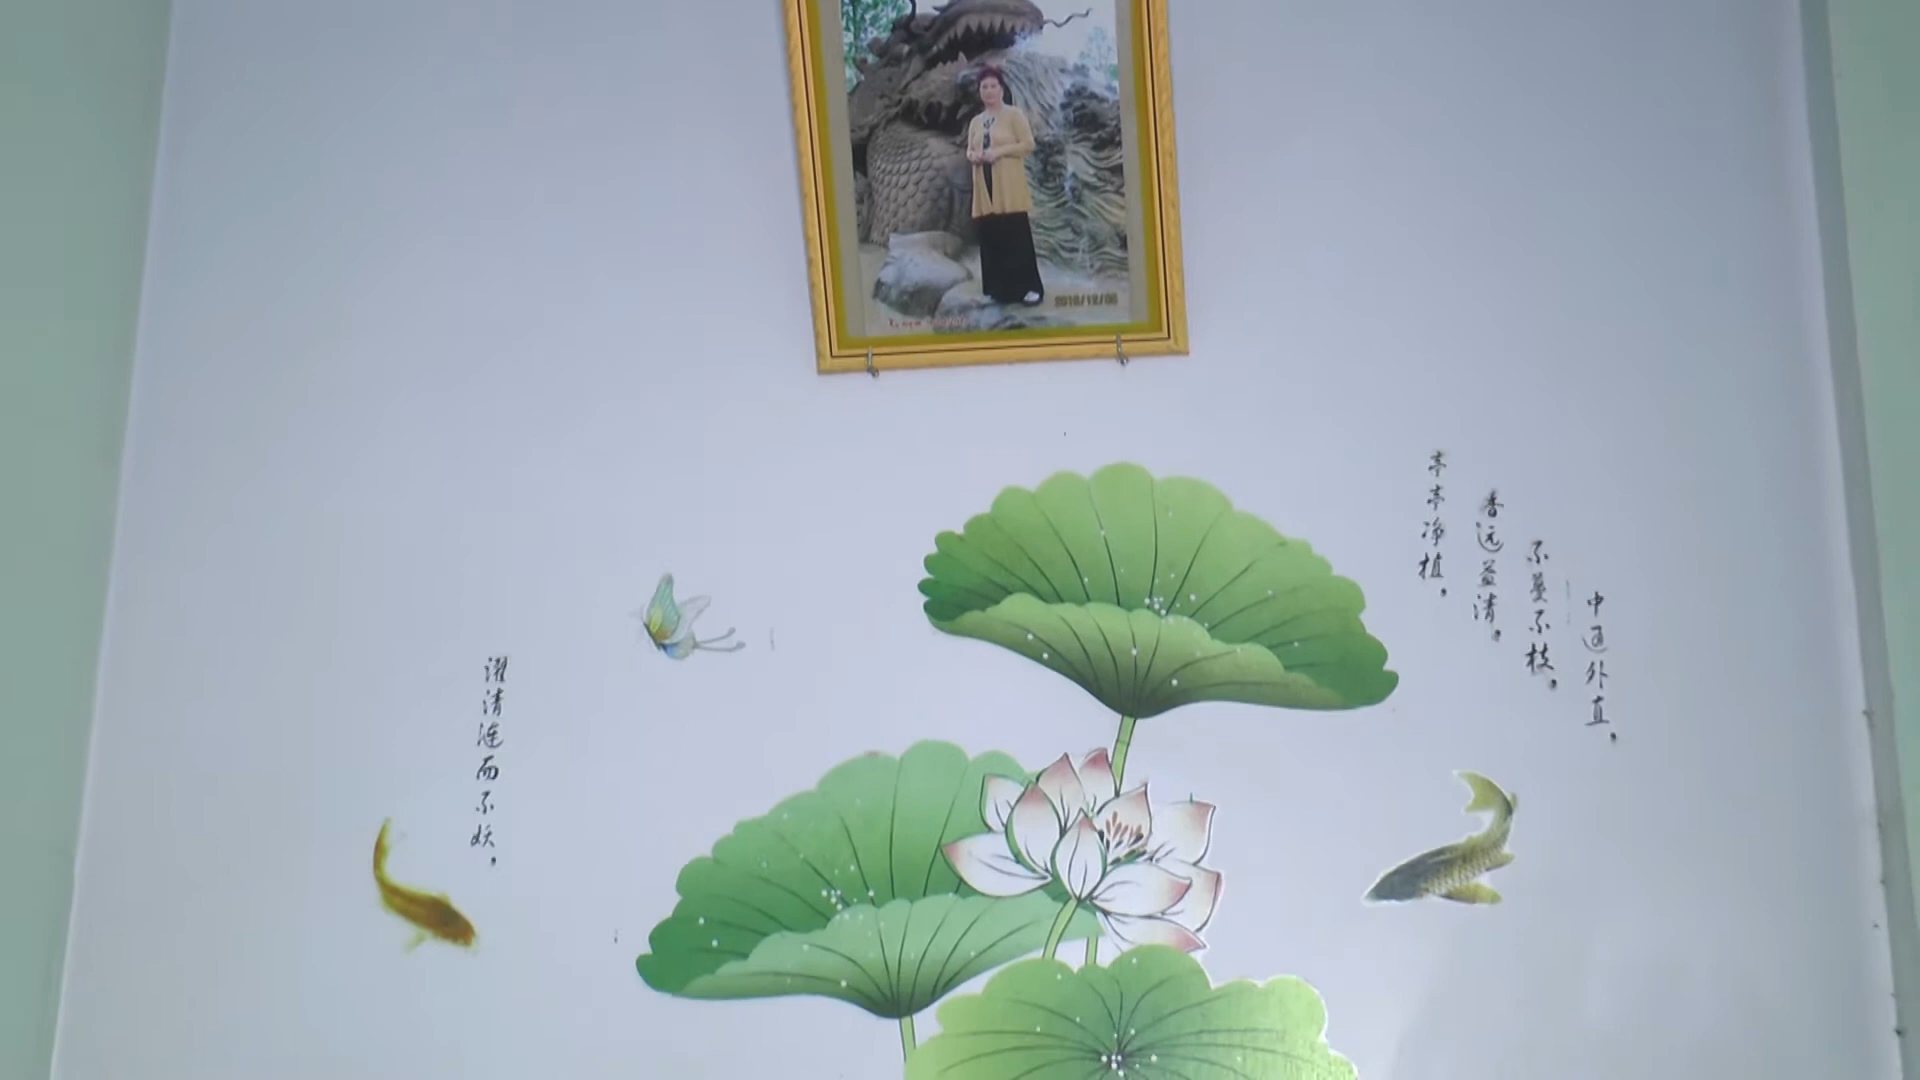 中通外直，
不蔓不枝，
香远益清，
亭亭净植，
濯清涟而不妖，